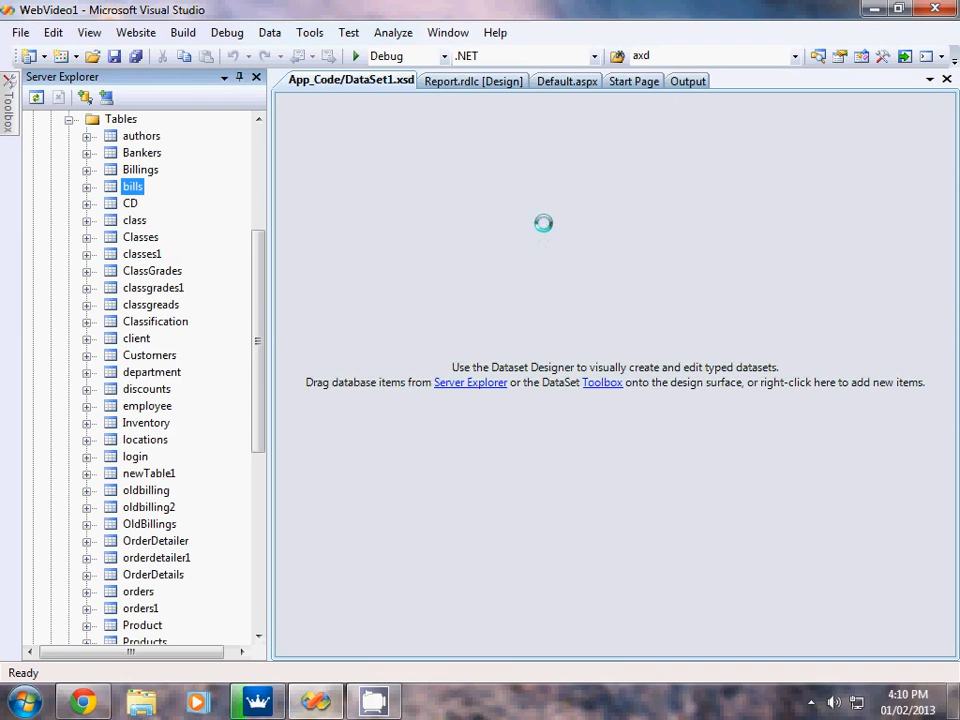 WebVideo1 - Microsoft Visual Studio
File Edit View Website Build Debug Data Tools Test Analyze Window Help
Debug .NET axd
Server Explorer
App_Code/DataSet1.xsd Report.rdlc [Design] Default.aspx Start Page Output
Toolbox
Tables
authors
Bankers
Billings
bills
CD
class
Classes
classes1
ClassGrades
classgrades1
classgreads
Classification
client
Customers
department
discounts
employee
Inventory
locations
login
newTable1
oldbilling
oldbilling2
OldBillings
OrderDetailer
orderdetailer1
OrderDetails
orders
orders1
Product
Products
Use the Dataset Designer to visually create and edit typed datasets.
Drag database items from Server Explorer or the DataSet Toolbox onto the design surface, or right-click here to add new items.
Ready
4:10 PM
01/02/2013